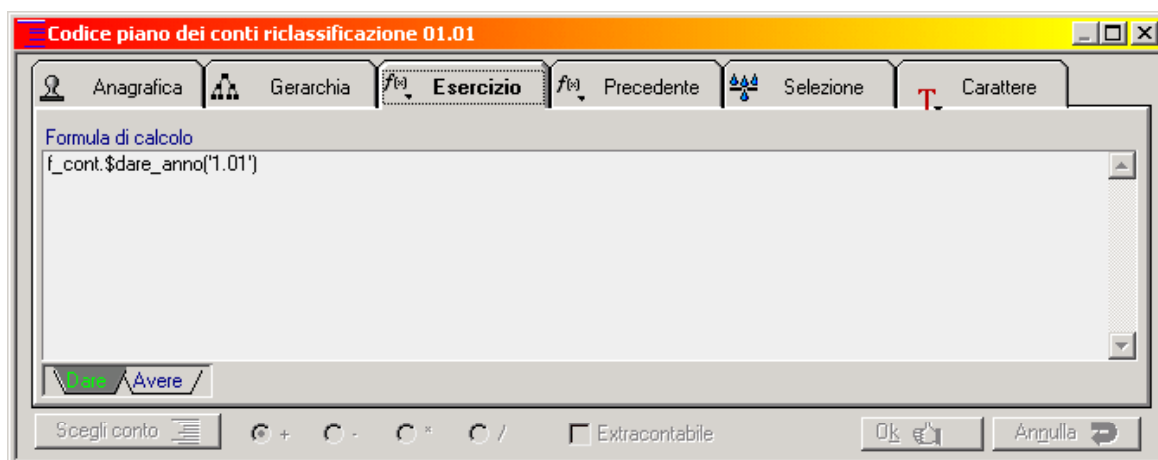 Codice piano dei conti riclassificazione 01.01
Anagrafica Gerarchia f(x) Esercizio f(x) Precedente Selezione T Carattere
Formula di calcolo
f_cont.$dare_anno('1.01')
Dare Avere
Scegli conto + - * / Extracontabile Ok Annulla